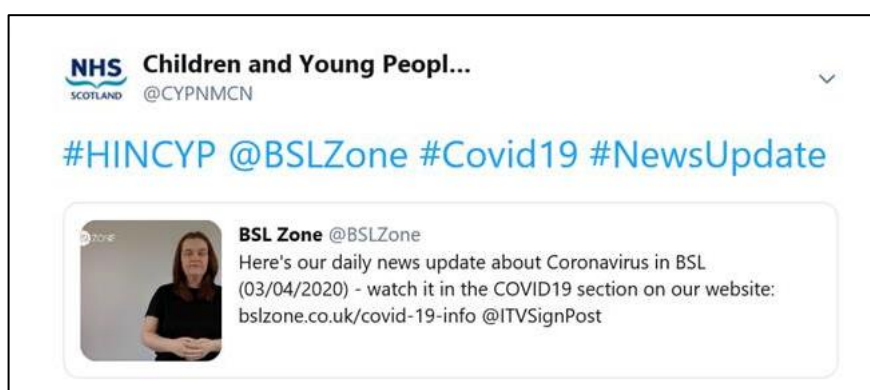 NHS
SCOTLAND
Children and Young Peopl...
@CYPNMCN
#HINCYP @BSLZone #Covid19 #NewsUpdate
ZONE
BSL Zone @BSLZone
Here's our daily news update about Coronavirus in BSL
(03/04/2020) - watch it in the COVID19 section on our website:
bslzone.co.uk/covid-19-info @ITVSignPost